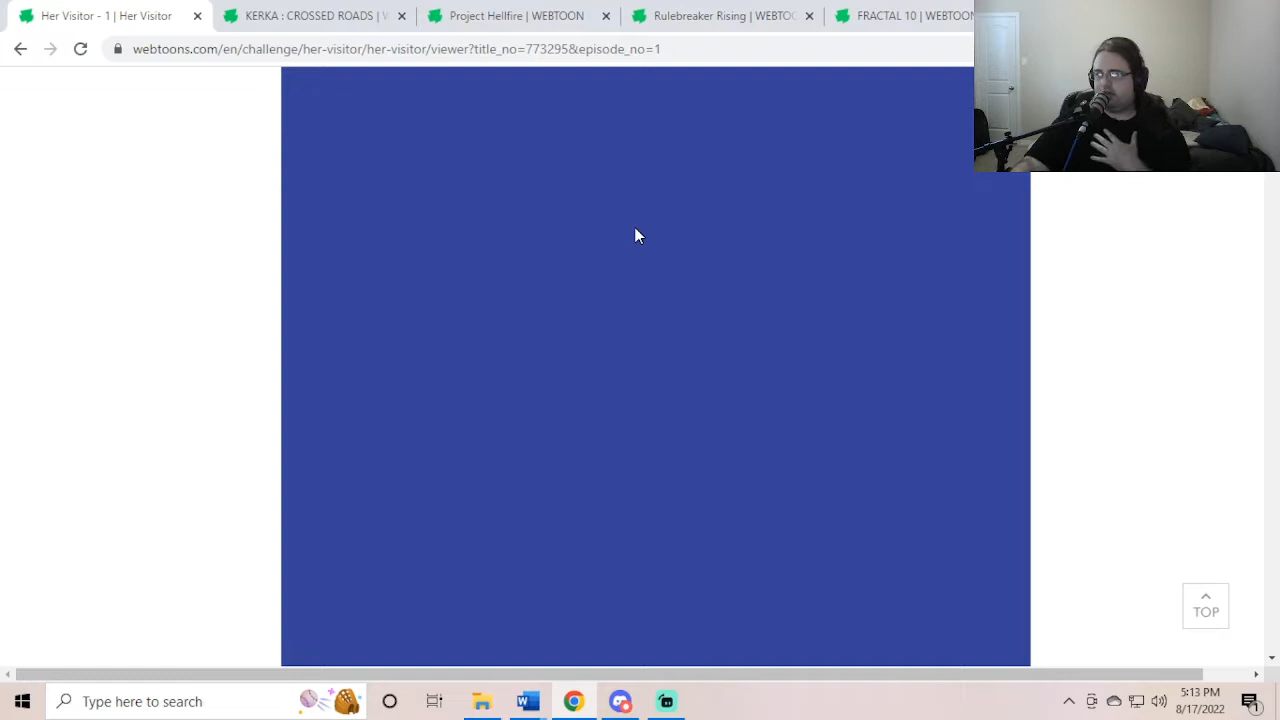 Her Visitor - 1 | Her Visitor
KERKA : CROSSED ROADS | W
Project Hellfire | WEBTOON
Rulebreaker Rising | WEBTOO
FRACTAL 10 | WEBTOON
webtoons.com/en/challenge/her-visitor/her-visitor/viewer?title_no=773295&episode_no=1
TOP
Type here to search
5:13 PM
8/17/2022